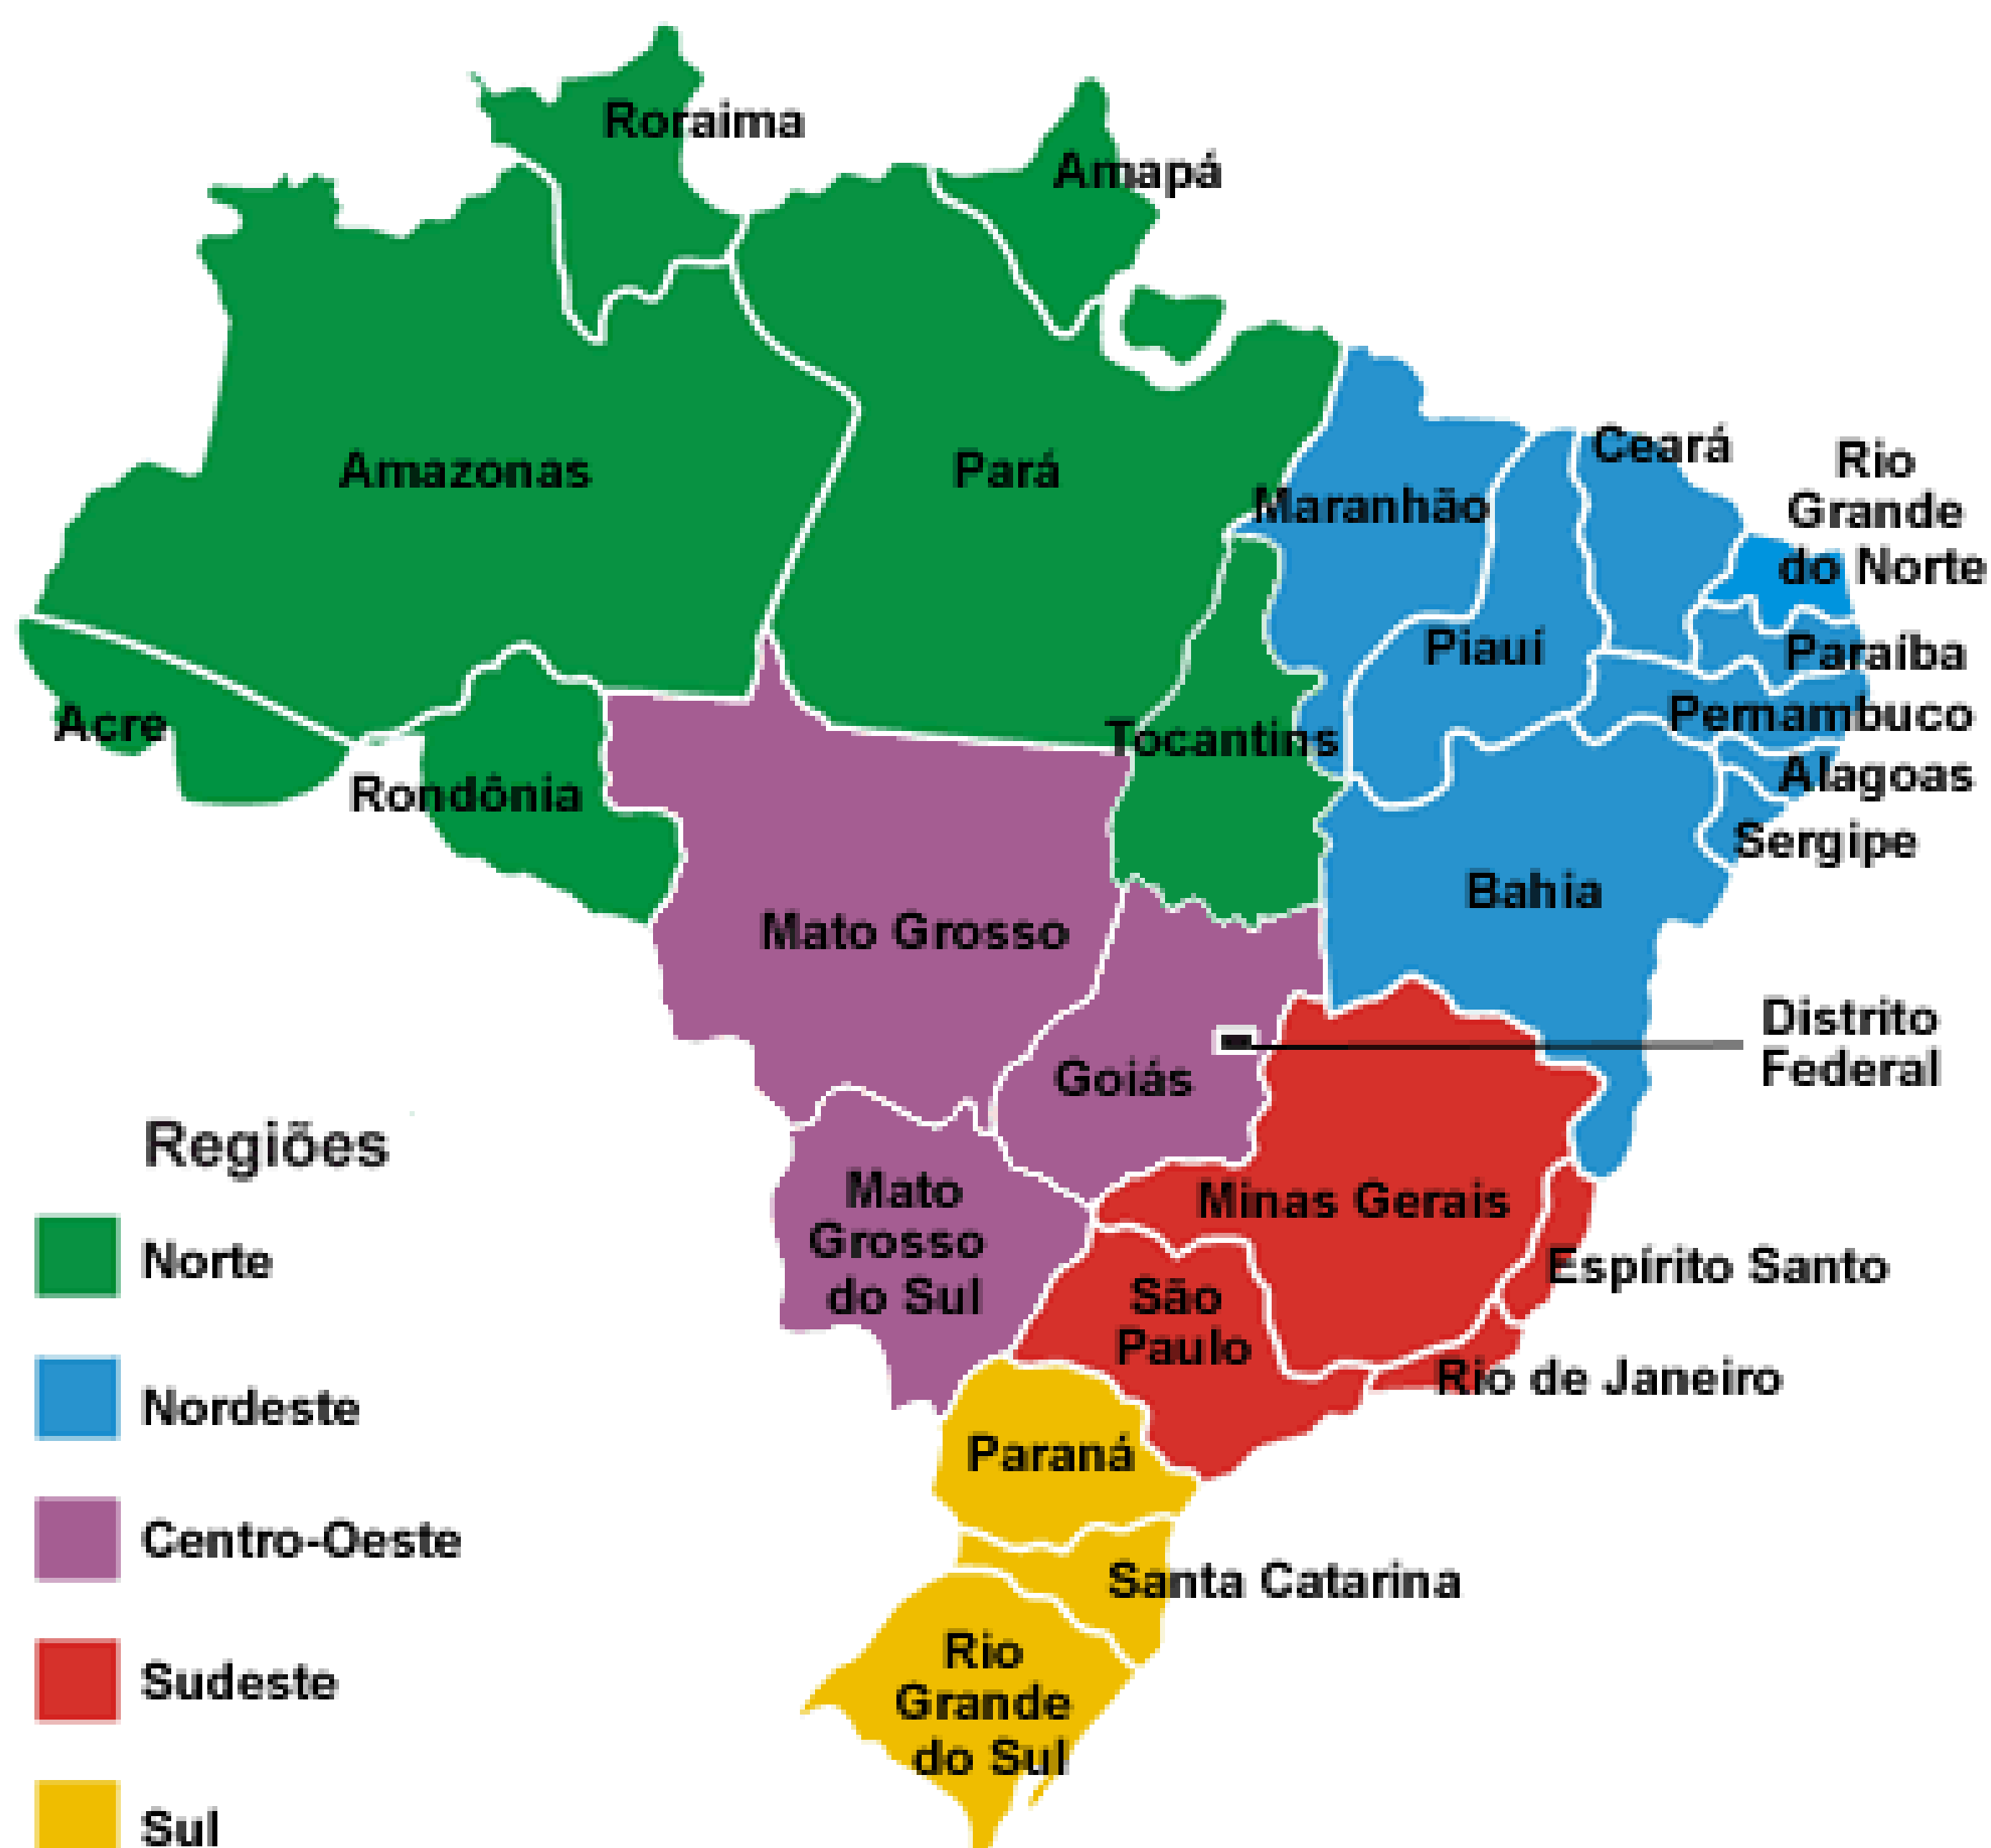 Roraima
Amapá
Amazonas
Pará
Maranhão
Ceará
Rio
Grande
do Norte
Piauí
Paraíba
Pernambuco
Acre
Tocantins
Alagoas
Rondônia
Sergipe
Bahia
Mato Grosso
Distrito
Federal
Goiás
Mato
Grosso
do Sul
Minas Gerais
Espírito Santo
São
Paulo
Rio de Janeiro
Paraná
Santa Catarina
Rio
Grande
do Sul
Regiões
Norte
Nordeste
Centro-Oeste
Sudeste
Sul